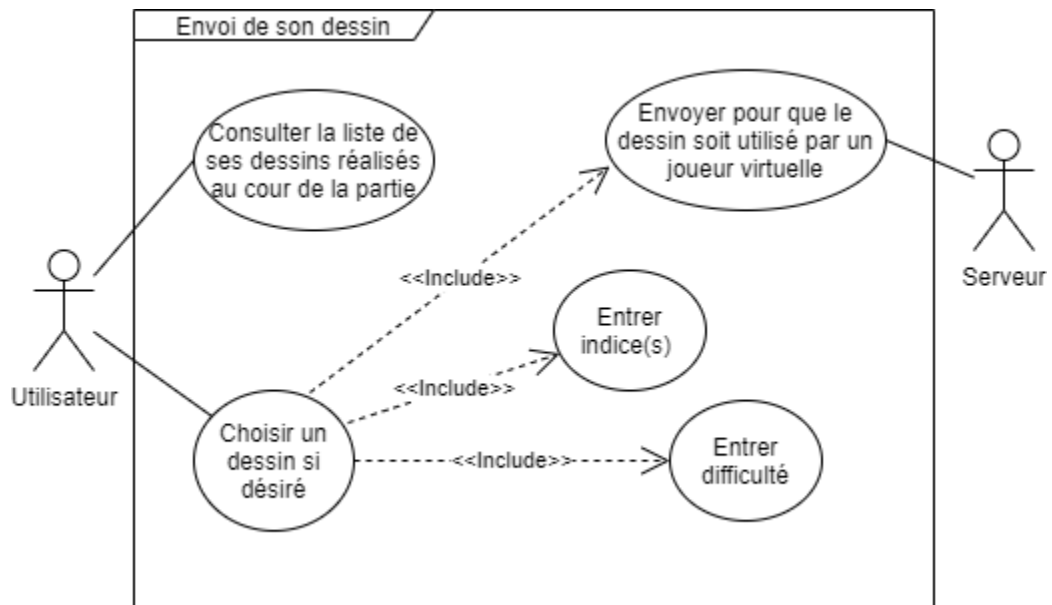 Envoi de son dessin
Consulter la liste de
ses dessins réalisés
au cour de la partie
Envoyer pour que le
dessin soit utilisé par un
joueur virtuelle
Serveur
<<Include>>
Entrer
indice(s)
Utilisateur
<<Include>>
Choisir un
dessin si
désiré
<<Include>>
Entrer
difficulté